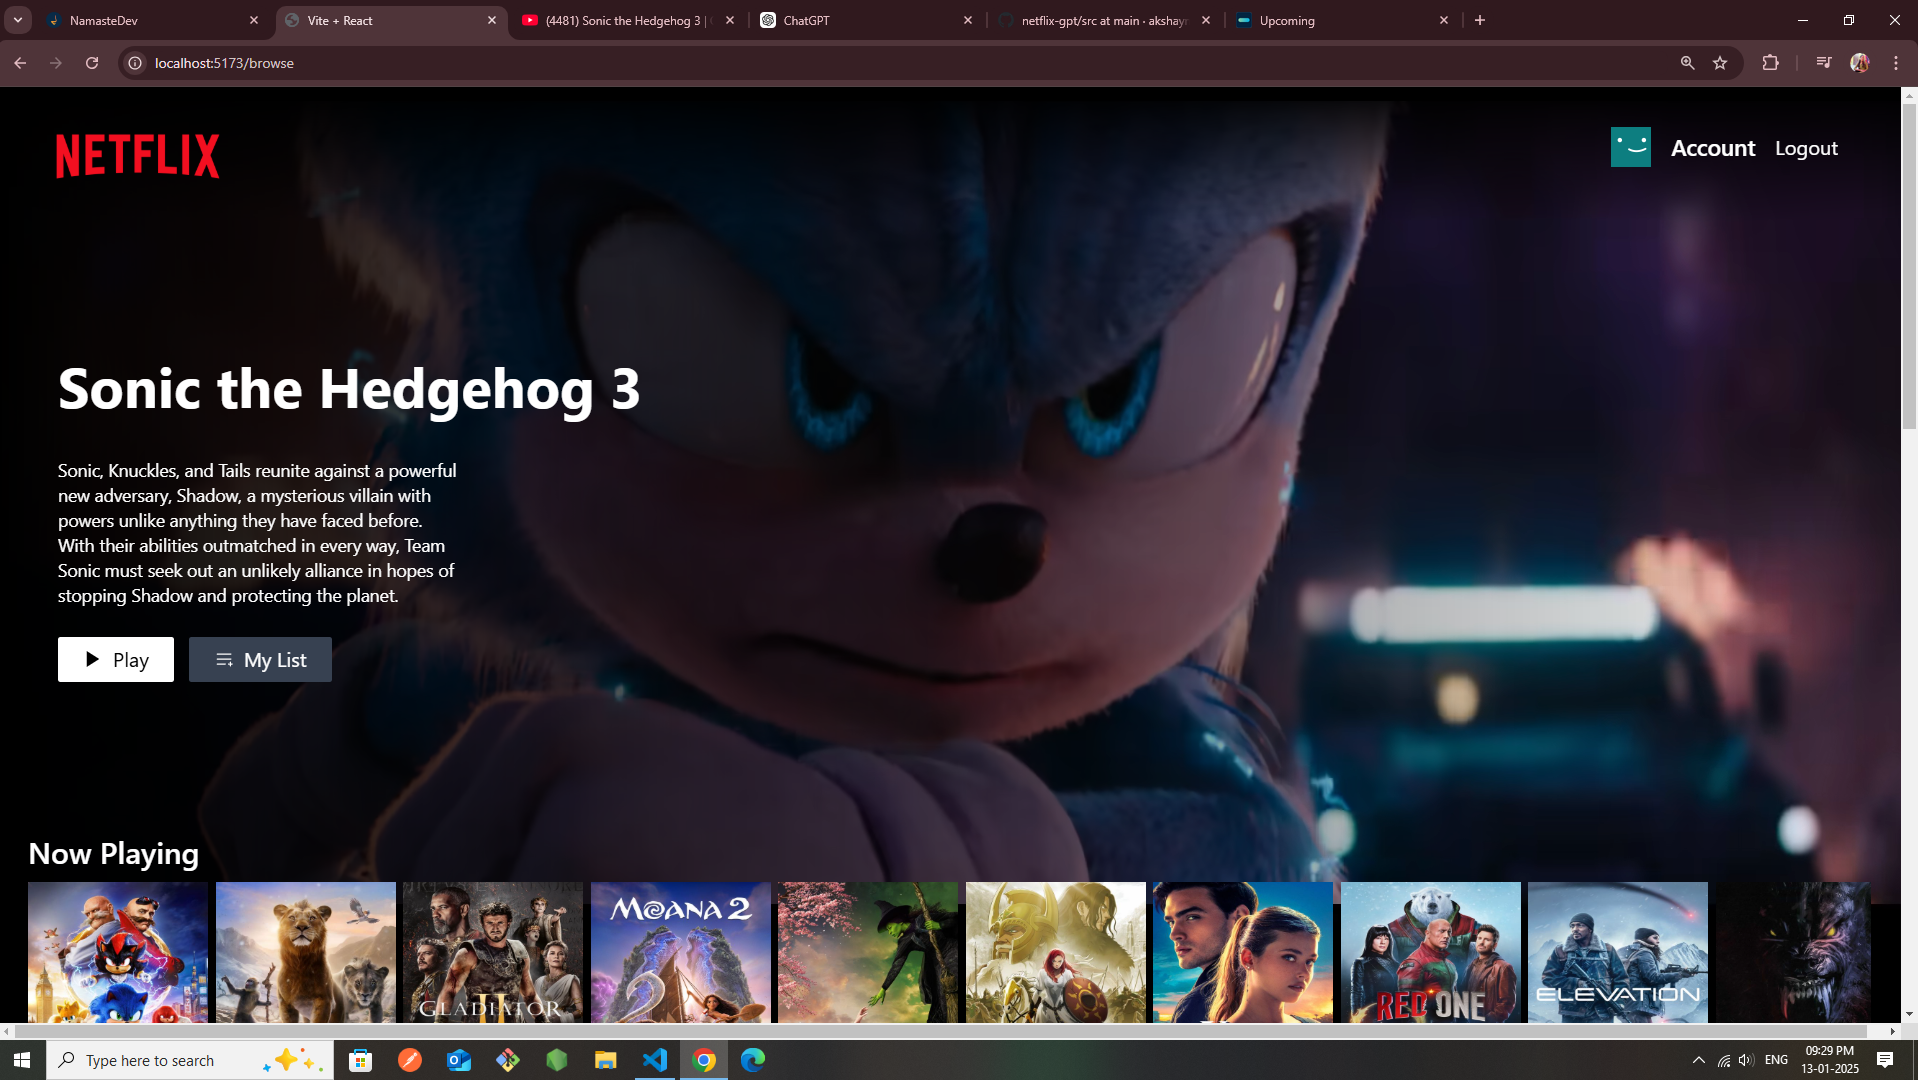 NamasteDev
Vite + React
(4481) Sonic the Hedgehog 3 |
ChatGPT
netflix-gpt/src at main · akshay
Upcoming
localhost:5173/browse
NETFLIX
Account
Logout
Sonic the Hedgehog 3
Sonic, Knuckles, and Tails reunite against a powerful
new adversary, Shadow, a mysterious villain with
powers unlike anything they have faced before.
With their abilities outmatched in every way, Team
Sonic must seek out an unlikely alliance in hopes of
stopping Shadow and protecting the planet.
Play
My List
Now Playing
GLADIATOR
II
MOANA 2
2
RED ONE
ELEVATION
Type here to search
ENG
09:29 PM
13-01-2025